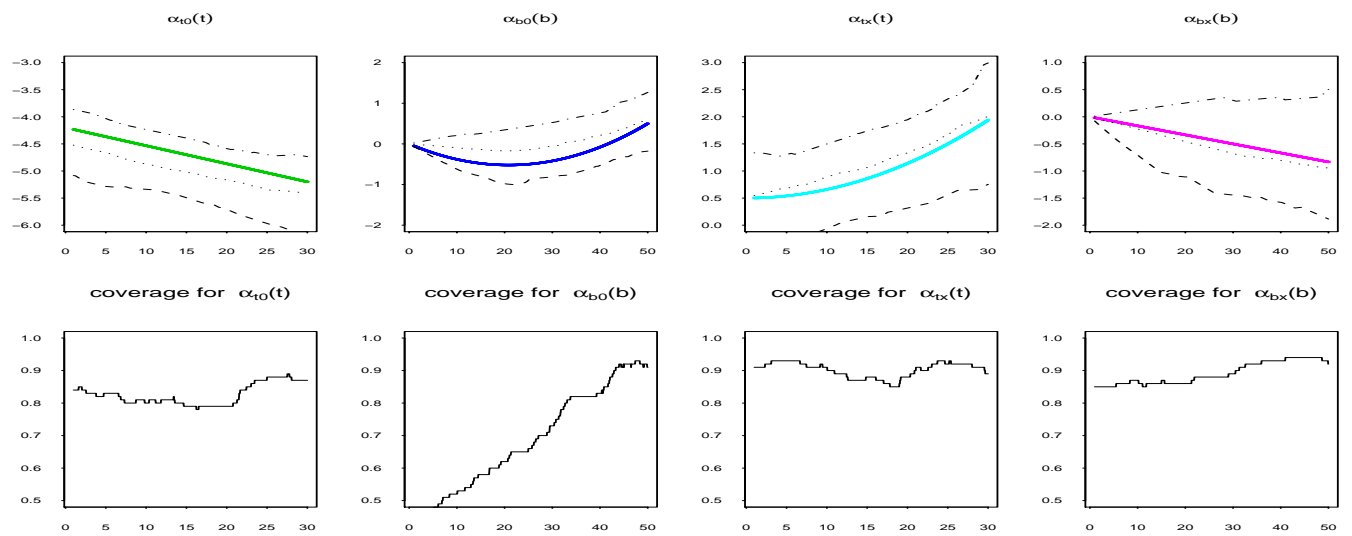 α_t0(t) α_b0(b) α_tx(t) α_bx(b)
−3.0 2 3.0 1.0
−3.5 2.5 0.5
−4.0 1 2.0 0.0
−4.5 0 1.5 −0.5
−5.0 −1 1.0 −1.0
−5.5 0.5 −1.5
−6.0 −2 0.0 −2.0
0 5 10 15 20 25 30 0 10 20 30 40 50 0 5 10 15 20 25 30 0 10 20 30 40 50
coverage for α_t0(t) coverage for α_b0(b) coverage for α_tx(t) coverage for α_bx(b)
1.0 1.0 1.0 1.0
0.9 0.9 0.9 0.9
0.8 0.8 0.8 0.8
0.7 0.7 0.7 0.7
0.6 0.6 0.6 0.6
0.5 0.5 0.5 0.5
0 5 10 15 20 25 30 0 10 20 30 40 50 0 5 10 15 20 25 30 0 10 20 30 40 50